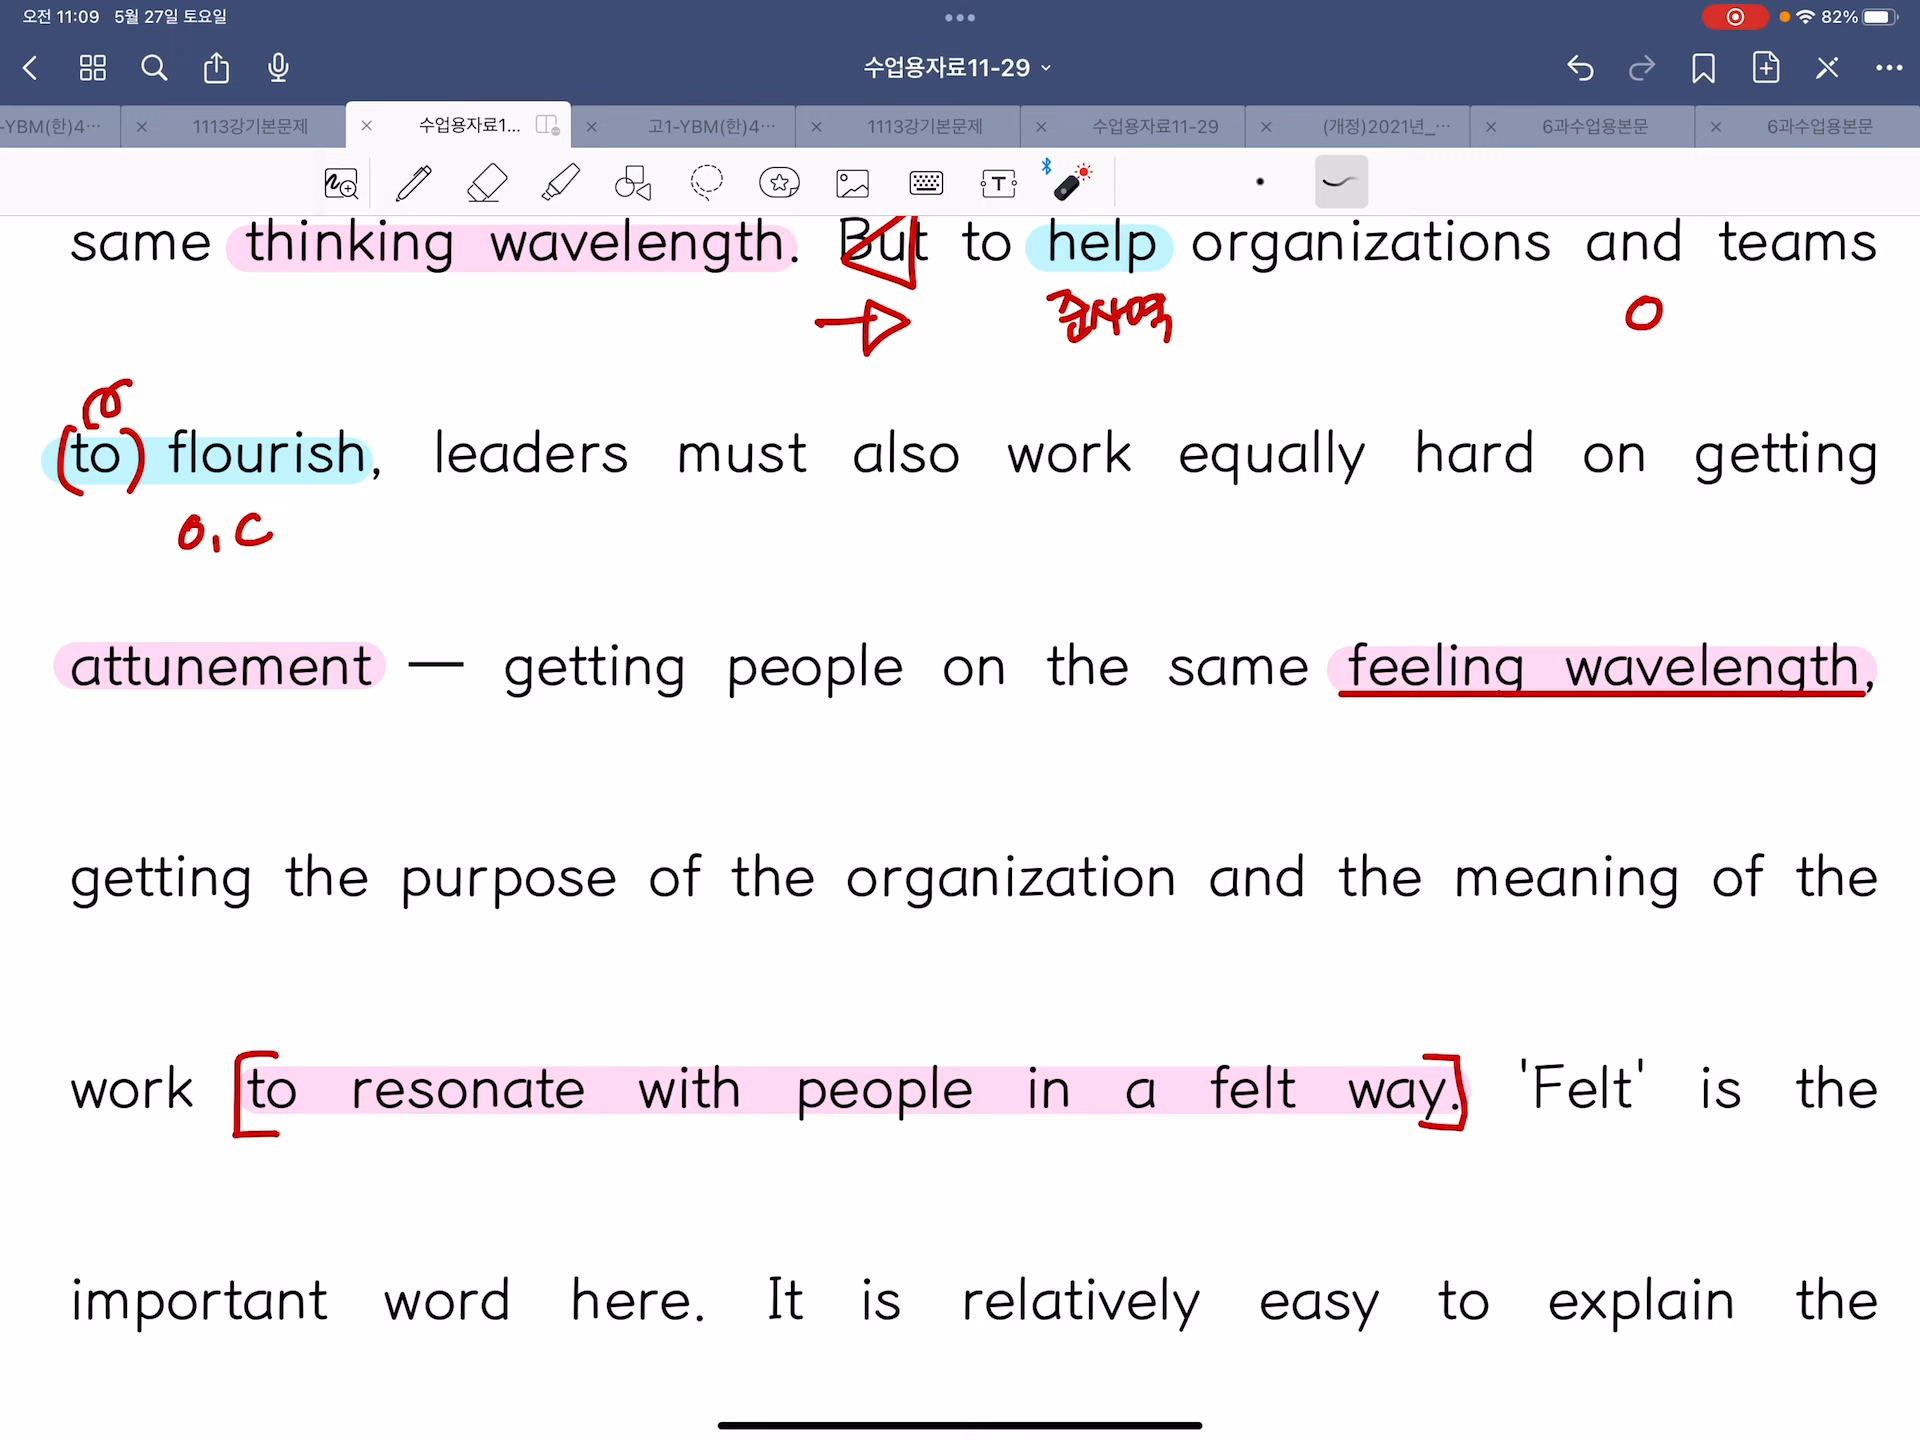 오전 11:09 5월 27일 토요일
82%
수업용자료11-29
-YBM(한)4…
1113강기본문제
수업용자료1...
고1-YBM(한)4…
1113강기본문제
수업용자료11-29
(개정)2021년_…
6과수업용본문
6과수업용본문
same thinking wavelength. But to help organizations and teams
준사역 O
(to) flourish, leaders must also work equally hard on getting
O.C
attunement — getting people on the same feeling wavelength,
getting the purpose of the organization and the meaning of the
work [to resonate with people in a felt way.] 'Felt' is the
important word here. It is relatively easy to explain the